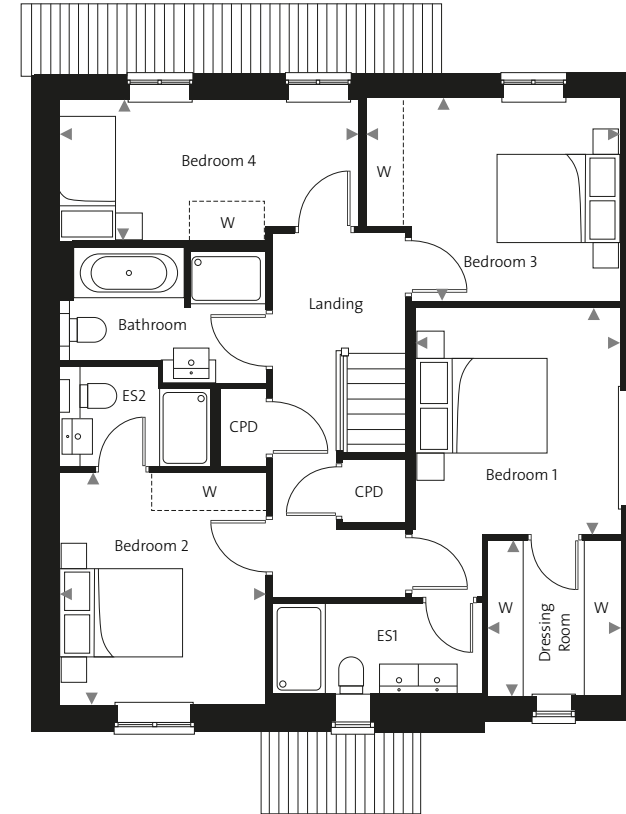 Bedroom 4
W
W
Bedroom 3
Landing
Bathroom
ES2
CPD
CPD
Bedroom 1
W
Bedroom 2
ES1
W
Dressing
Room
W